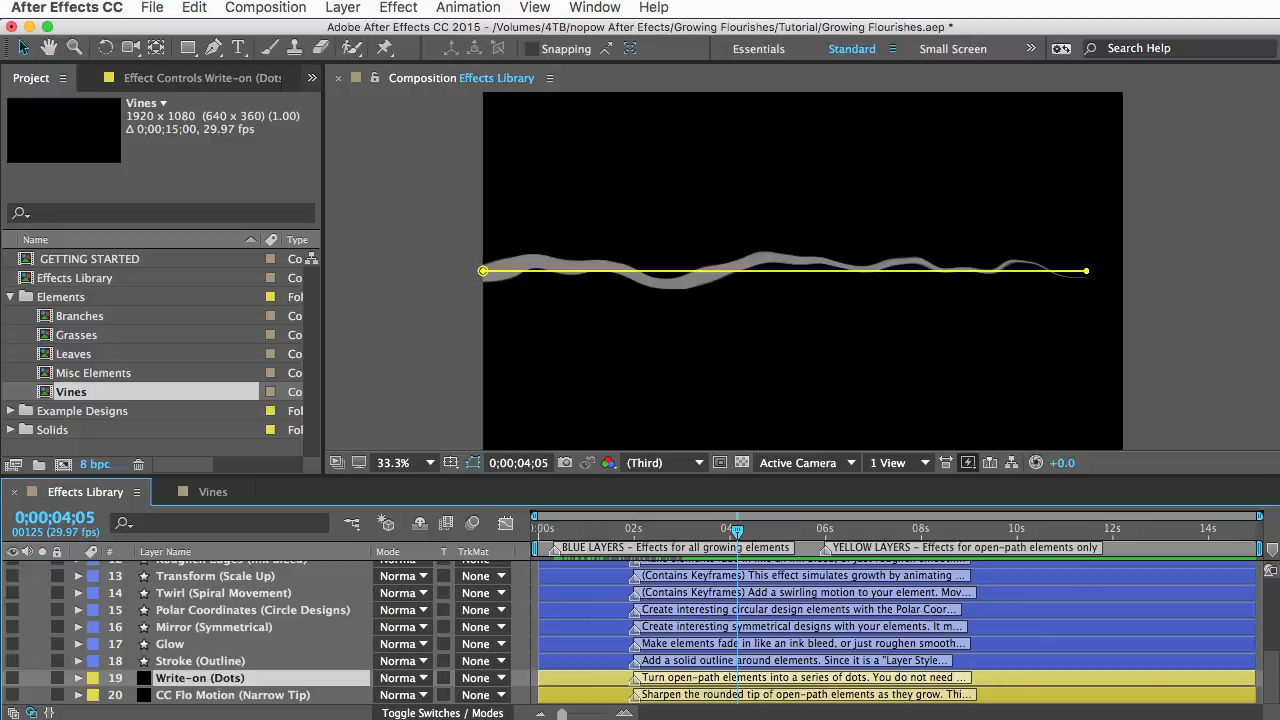 After Effects CC File Edit Composition Layer Effect Animation View Window Help
Adobe After Effects CC 2015 - /Volumes/4TB/nopow After Efects/Growing Flourishes/Tutorial/Growing Flourishes.aep *
Snapping Essentials Standard Small Screen » Search Help
Project Effect Controls Write-on (Dots »
Composition Effects Library
Vines
1920 x 1080 (640 x 360) (1.00)
Δ 0;00;15;00, 29.97 fps
Name Type
GETTING STARTED Co
Effects Library Co
Elements Fol
Branches Co
Grasses Co
Leaves Co
Misc Elements Co
Vines Co
Example Designs Fol
Solids Fol
8 bpc
33.3% 0;00;04;05 (Third) Active Camera 1 View +0.0
Effects Library Vines
0;00;04;05
00125 (29.97 fps)
:00s 02s 04 06s 08s 10s 12s 14s
# Layer Name Mode T TrkMat
BLUE LAYERS - Effects for all growing elements YELLOW LAYERS - Effects for open-path elements only
13 Transform (Scale Up) Norma None (Contains Keyframes) This effect simulates growth by animating ...
14 Twirl (Spiral Movement) Norma None (Contains Keyframes) Add a swirling motion to your element. Mov...
15 Polar Coordinates (Circle Designs) Norma None Create interesting circular design elements with the Polar Coor...
16 Mirror (Symmetrical) Norma None Create interesting symmetrical designs with your elements. It m...
17 Glow Norma None Make elements fade in like an ink bleed, or just roughen smooth...
18 Stroke (Outline) Norma None Add a solid outline around elements. Since it is a "Layer Style...
19 Write-on (Dots) Norma None Turn open-path elements into a series of dots. You do not need ...
20 CC Flo Motion (Narrow Tip) Norma None Sharpen the rounded tip of open-path elements as they grow. Thi...
Toggle Switches / Modes